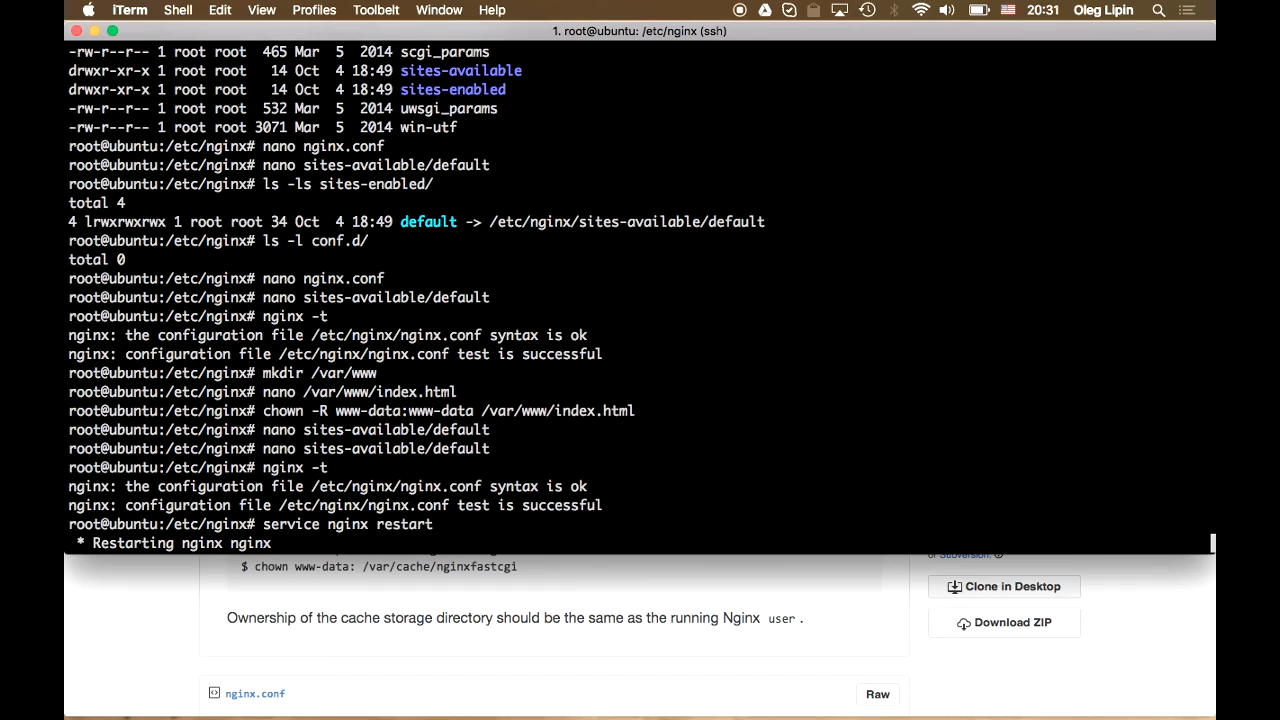 iTerm Shell Edit View Profiles Toolbelt Window Help 20:31 Oleg Lipin
1. root@ubuntu: /etc/nginx (ssh)
-rw-r--r-- 1 root root 465 Mar 5 2014 scgi_params
drwxr-xr-x 1 root root 14 Oct 4 18:49 sites-available
drwxr-xr-x 1 root root 14 Oct 4 18:49 sites-enabled
-rw-r--r-- 1 root root 532 Mar 5 2014 uwsgi_params
-rw-r--r-- 1 root root 3071 Mar 5 2014 win-utf
root@ubuntu:/etc/nginx# nano nginx.conf
root@ubuntu:/etc/nginx# nano sites-available/default
root@ubuntu:/etc/nginx# ls -ls sites-enabled/
total 4
4 lrwxrwxrwx 1 root root 34 Oct 4 18:49 default -> /etc/nginx/sites-available/default
root@ubuntu:/etc/nginx# ls -l conf.d/
total 0
root@ubuntu:/etc/nginx# nano nginx.conf
root@ubuntu:/etc/nginx# nano sites-available/default
root@ubuntu:/etc/nginx# nginx -t
nginx: the configuration file /etc/nginx/nginx.conf syntax is ok
nginx: configuration file /etc/nginx/nginx.conf test is successful
root@ubuntu:/etc/nginx# mkdir /var/www
root@ubuntu:/etc/nginx# nano /var/www/index.html
root@ubuntu:/etc/nginx# chown -R www-data:www-data /var/www/index.html
root@ubuntu:/etc/nginx# nano sites-available/default
root@ubuntu:/etc/nginx# nano sites-available/default
root@ubuntu:/etc/nginx# nginx -t
nginx: the configuration file /etc/nginx/nginx.conf syntax is ok
nginx: configuration file /etc/nginx/nginx.conf test is successful
root@ubuntu:/etc/nginx# service nginx restart
* Restarting nginx nginx
or Subversion.
$ chown www-data: /var/cache/nginxfastcgi
Clone in Desktop
Ownership of the cache storage directory should be the same as the running Nginx user .
Download ZIP
nginx.conf
Raw